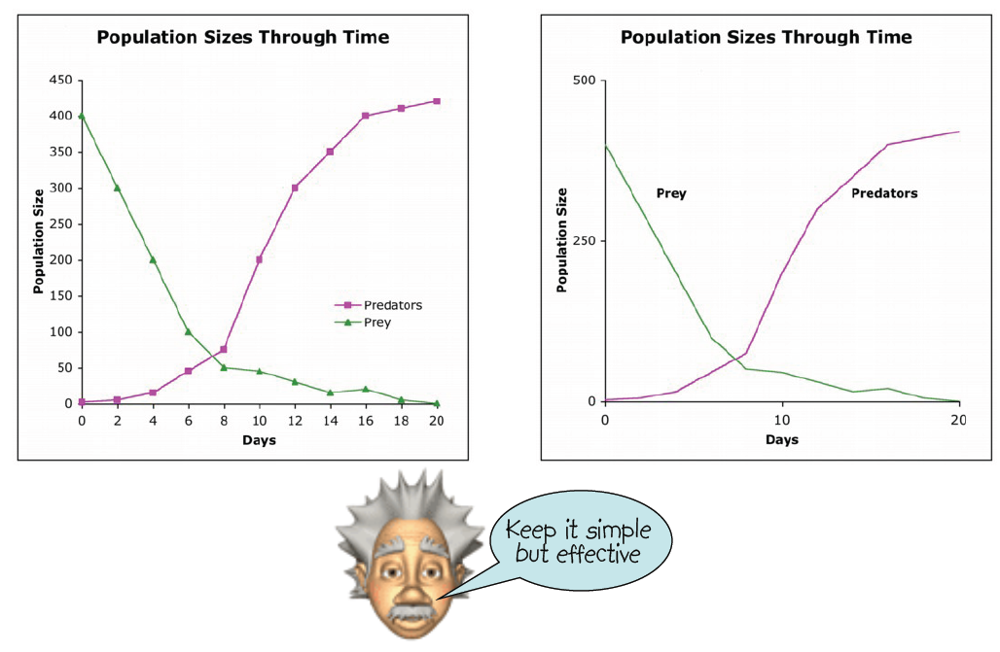 Population Sizes Through Time
450
400
350
300
250
200
150
100
50
0
Population Size
Predators
Prey
0 2 4 6 8 10 12 14 16 18 20
Days
Population Sizes Through Time
500
250
0
Population Size
Prey
Predators
0 10 20
Days
Keep it simple
but effective